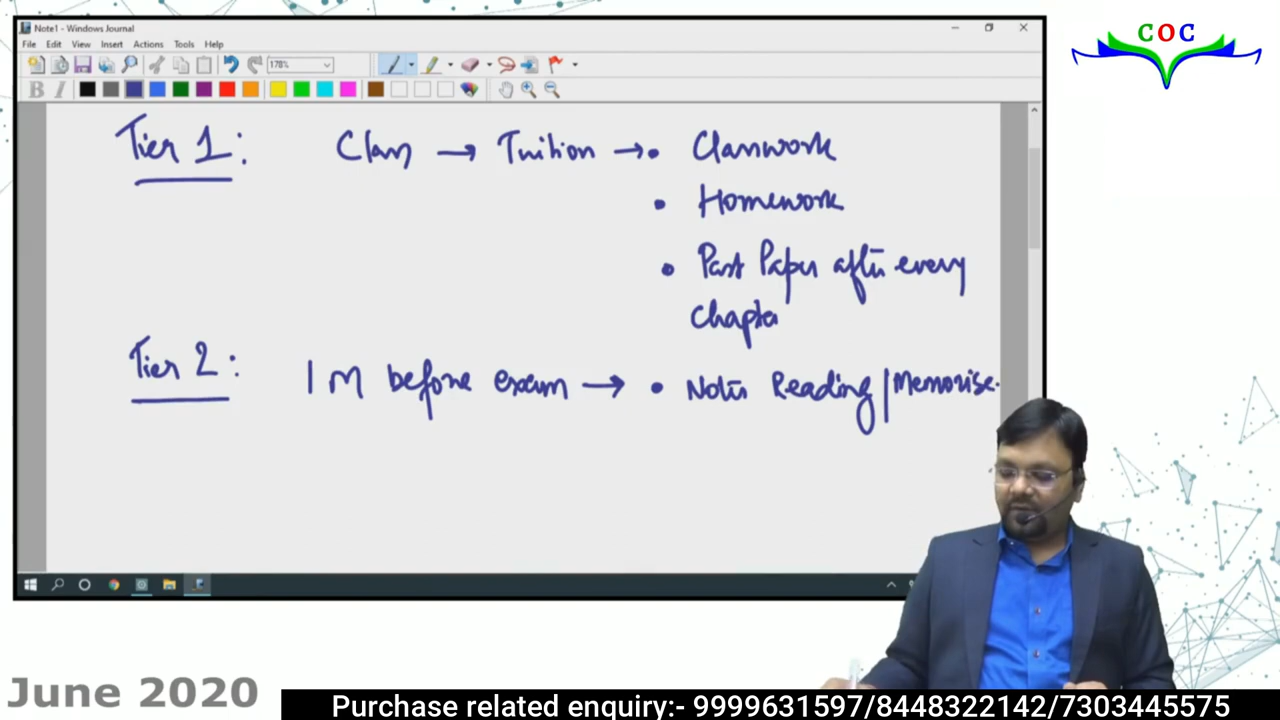 Note1 - Windows Journal
COC
File Edit View Insert Actions Tools Help
178%
B I
Tier 1: Class → Tuition → • Classwork
• Homework
• Past Paper after every
Chapter
Tier 2: 1 M before exam → • Notes Reading/Memorise.
June 2020
Purchase related enquiry:- 9999631597/8448322142/7303445575